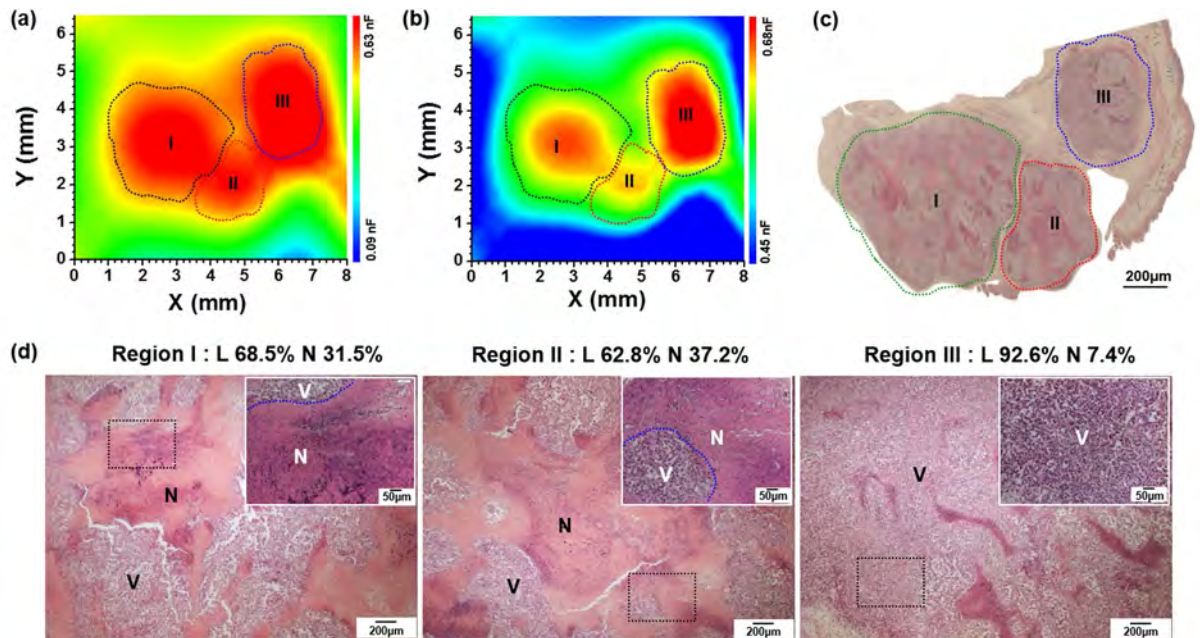 (a)
6
5
4
3
2
1
0
Y (mm)
0 1 2 3 4 5 6 7 8
X (mm)
I
II
III
0.63 nF
0.09 nF
(b)
6
5
4
3
2
1
0
Y (mm)
0 1 2 3 4 5 6 7 8
X (mm)
I
II
III
0.68nF
0.45 nF
(c)
I
II
III
200μm
(d)
Region I : L 68.5% N 31.5%
V
N
50μm
N
V
200μm
Region II : L 62.8% N 37.2%
N
V
50μm
N
V
200μm
Region III : L 92.6% N 7.4%
V
50μm
V
200μm